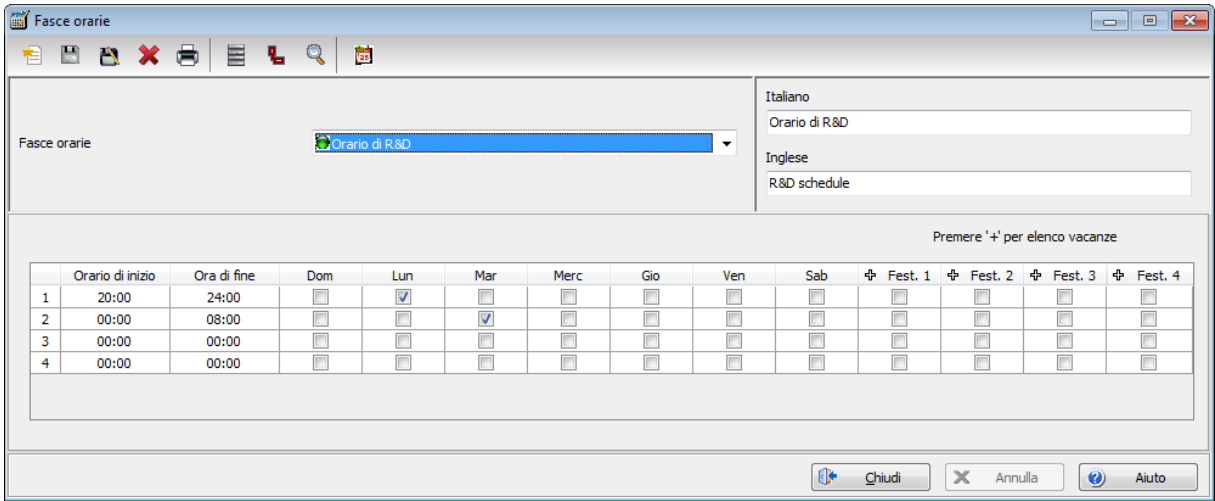 Fasce orarie
25
Italiano
Orario di R&D
Fasce orarie
Orario di R&D
Inglese
R&D schedule
Premere '+' per elenco vacanze
Orario di inizio Ora di fine Dom Lun Mar Merc Gio Ven Sab Fest. 1 Fest. 2 Fest. 3 Fest. 4
1 20:00 24:00
2 00:00 08:00
3 00:00 00:00
4 00:00 00:00
Chiudi Annulla Aiuto